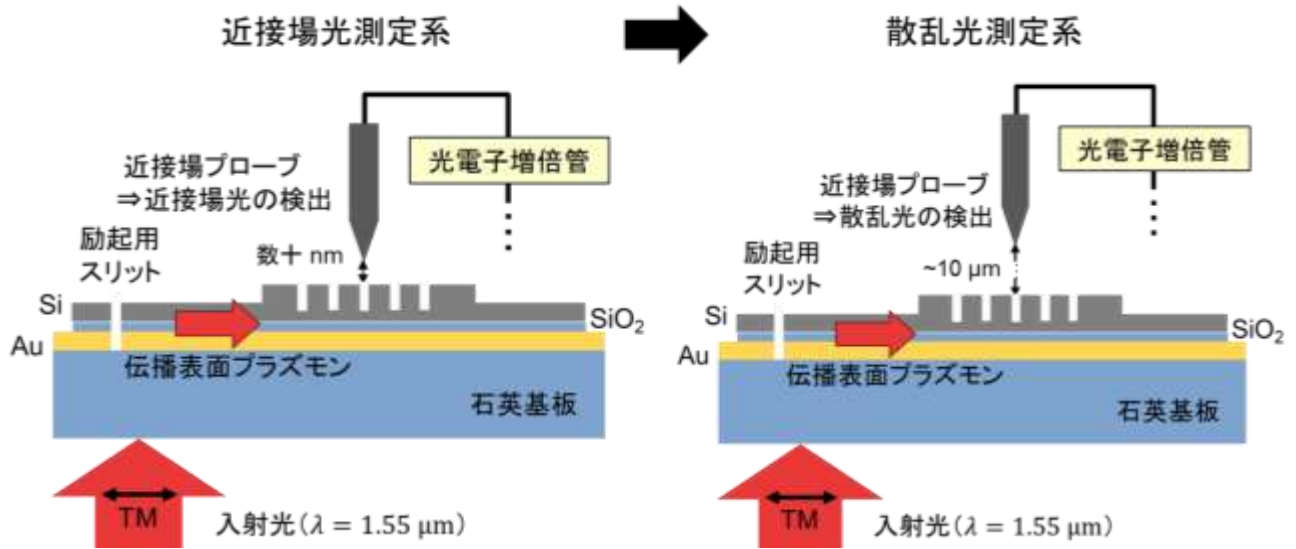 近接場光測定系
散乱光測定系
近接場プローブ
⇒近接場光の検出
光電子増倍管
励起用
スリット
数十 nm
Si
SiO₂
Au
伝播表面プラズモン
石英基板
TM
入射光(λ = 1.55 μm)
近接場プローブ
⇒散乱光の検出
光電子増倍管
励起用
スリット
~10 μm
Si
SiO₂
Au
伝播表面プラズモン
石英基板
TM
入射光(λ = 1.55 μm)